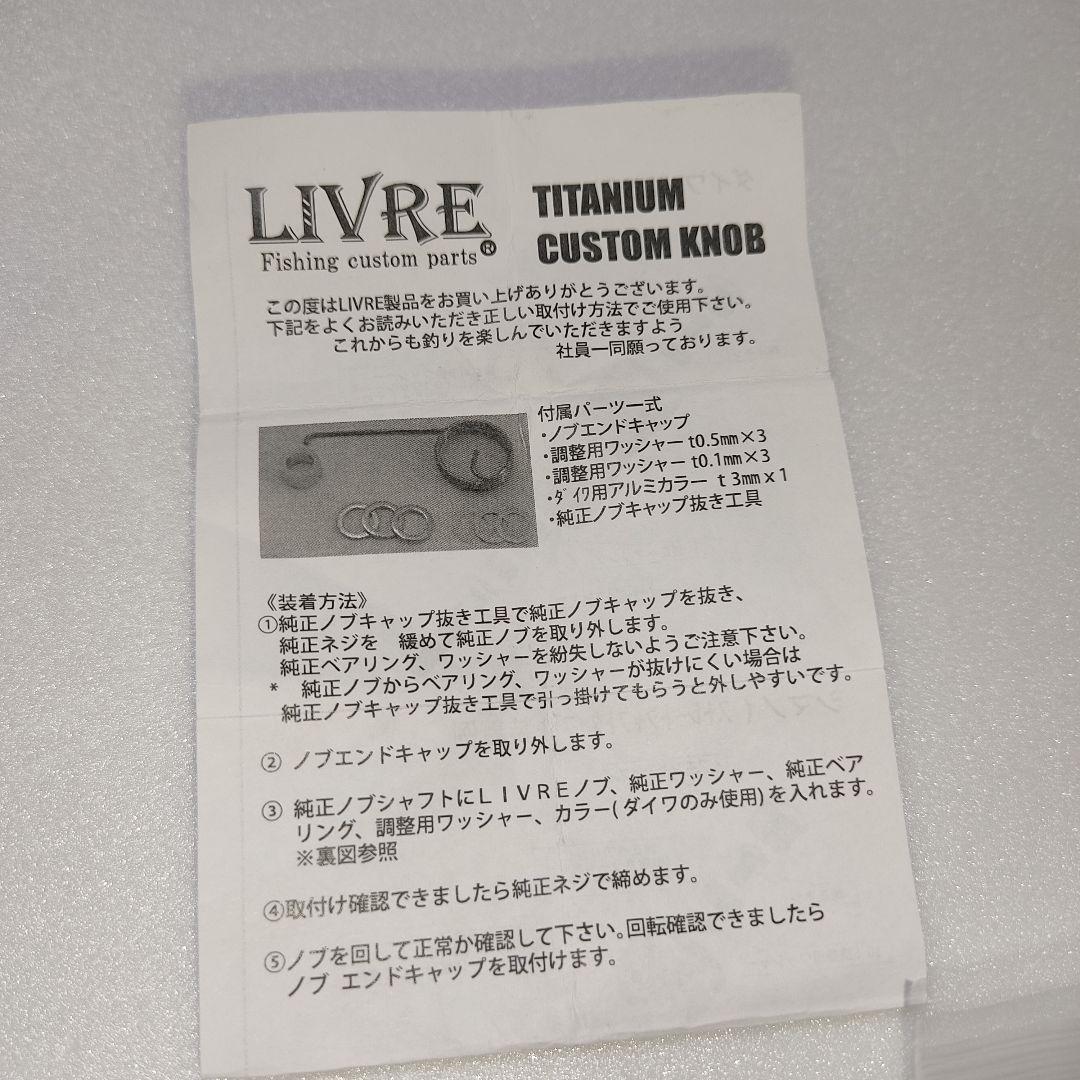 LIVRE
Fishing custom parts®
TITANIUM
CUSTOM KNOB
この度はLIVRE製品をお買い上げありがとうございます。
下記をよくお読みいただき正しい取付け方法でご使用下さい。
これからも釣りを楽しんでいただきますよう
社員一同願っております。
付属パーツ一式
・ノブエンドキャップ
・調整用ワッシャー t0.5㎜×3
・調整用ワッシャー t0.1㎜×3
・ﾀﾞｲﾜ用アルミカラー t 3㎜ x 1
・純正ノブキャップ抜き工具
《装着方法》
①純正ノブキャップ抜き工具で純正ノブキャップを抜き、
純正ネジを 緩めて純正ノブを取り外します。
純正ベアリング、ワッシャーを紛失しないようご注意下さい。
* 純正ノブからベアリング、ワッシャーが抜けにくい場合は
純正ノブキャップ抜き工具で引っ掛けてもらうと外しやすいです。
② ノブエンドキャップを取り外します。
③ 純正ノブシャフトにＬＩＶＲＥノブ、純正ワッシャー、純正ベア
リング、調整用ワッシャー、カラー(ダイワのみ使用)を入れます。
※裏図参照
④取付け確認できましたら純正ネジで締めます。
⑤ノブを回して正常か確認して下さい。回転確認できましたら
ノブ エンドキャップを取付けます。